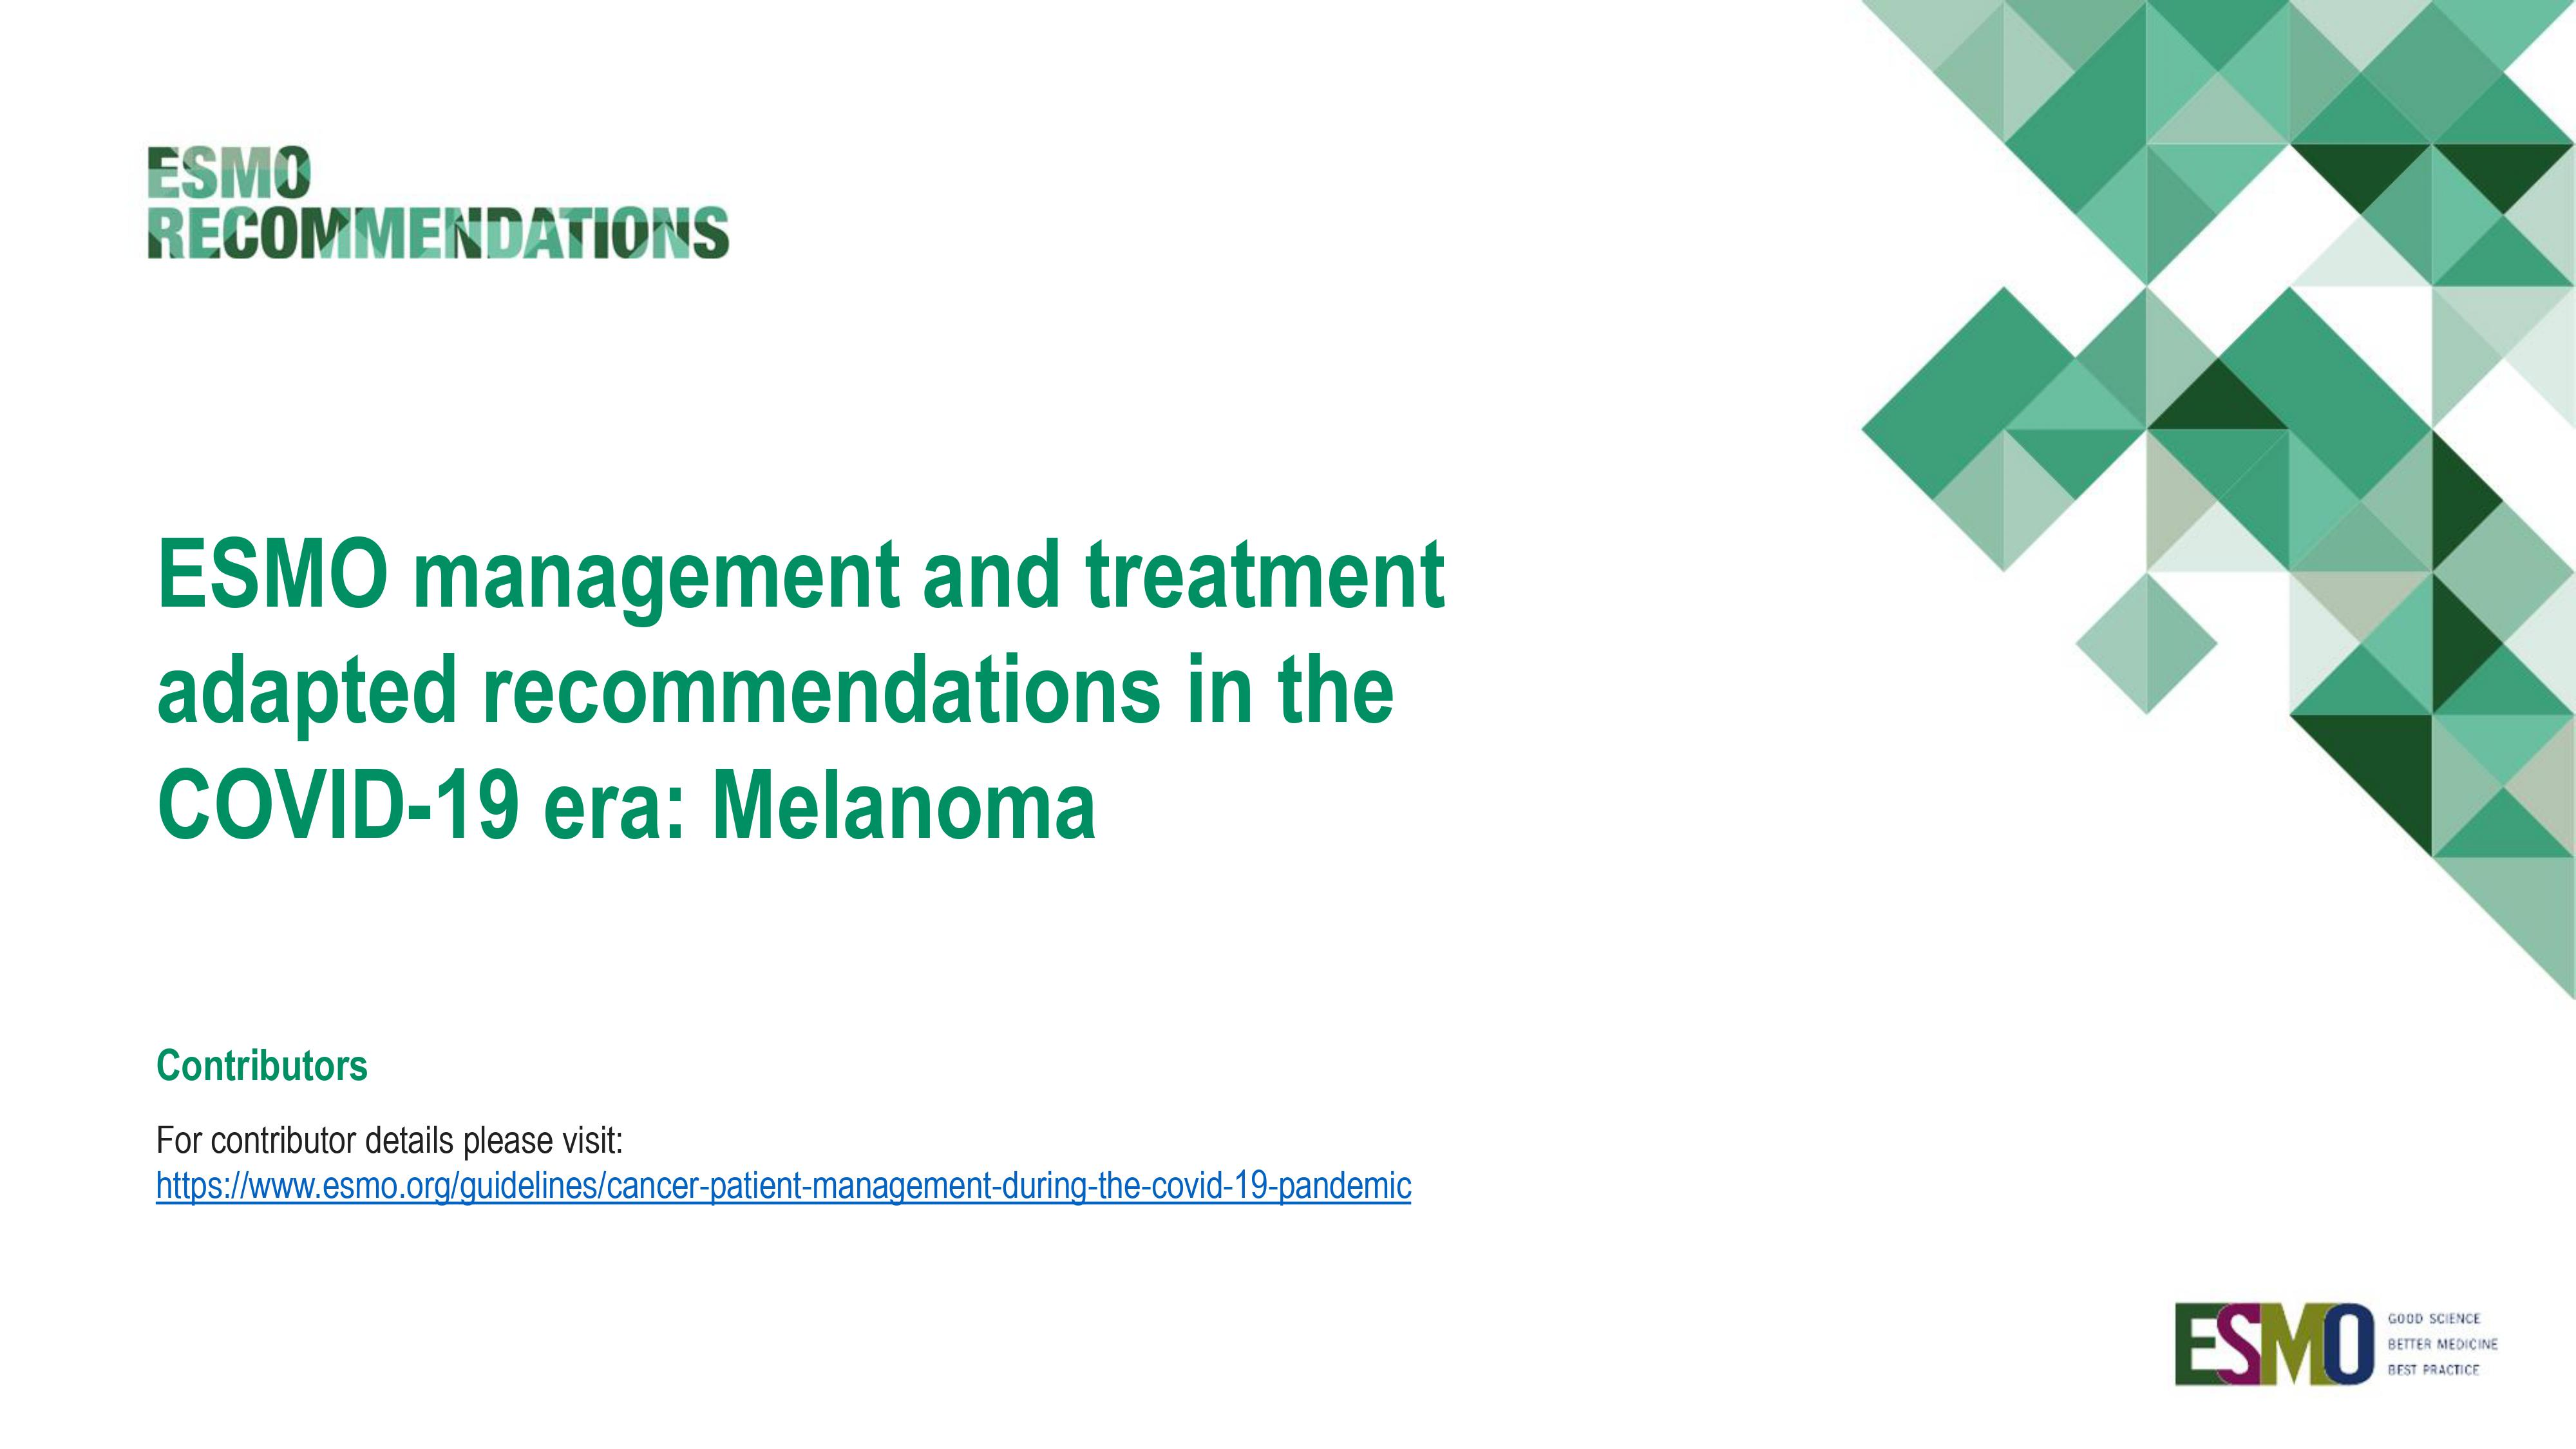 ESMO
RECOMMENDATIONS
ESMO management and treatment
adapted recommendations in the
COVID-19 era: Melanoma
Contributors
For contributor details please visit:
https://www.esmo.org/guidelines/cancer-patient-management-during-the-covid-19-pandemic
ESMO
GOOD SCIENCE
BETTER MEDICINE
BEST PRACTICE